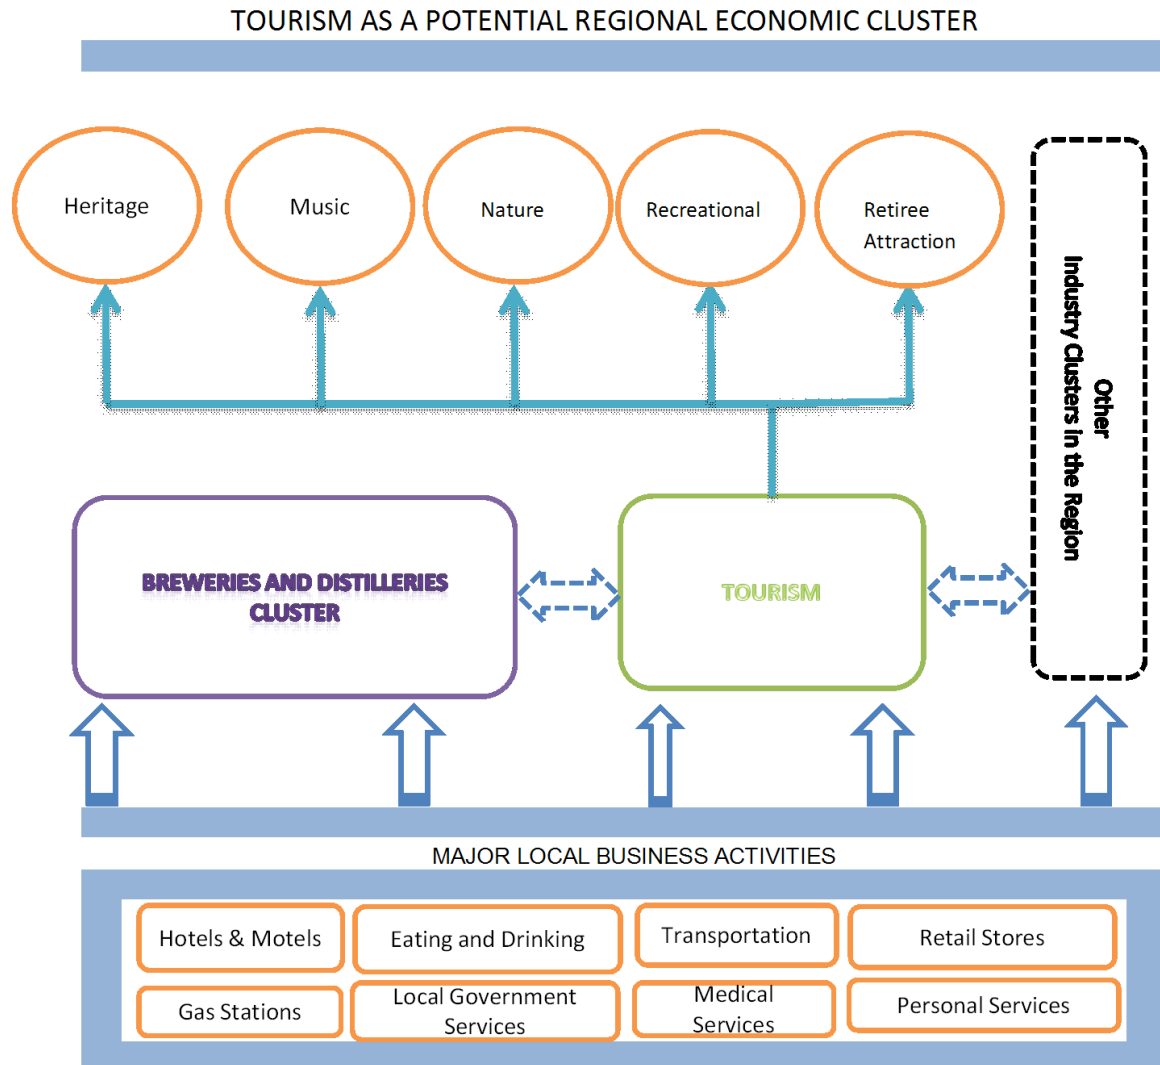 TOURISM AS A POTENTIAL REGIONAL ECONOMIC CLUSTER
Heritage
Music
Nature
Recreational
Retiree
Attraction
Other
Industry Clusters in the Region
BREWERIES AND DISTILLERIES
CLUSTER
TOURISM
MAJOR LOCAL BUSINESS ACTIVITIES
Hotels & Motels
Eating and Drinking
Transportation
Retail Stores
Gas Stations
Local Government
Services
Medical
Services
Personal Services